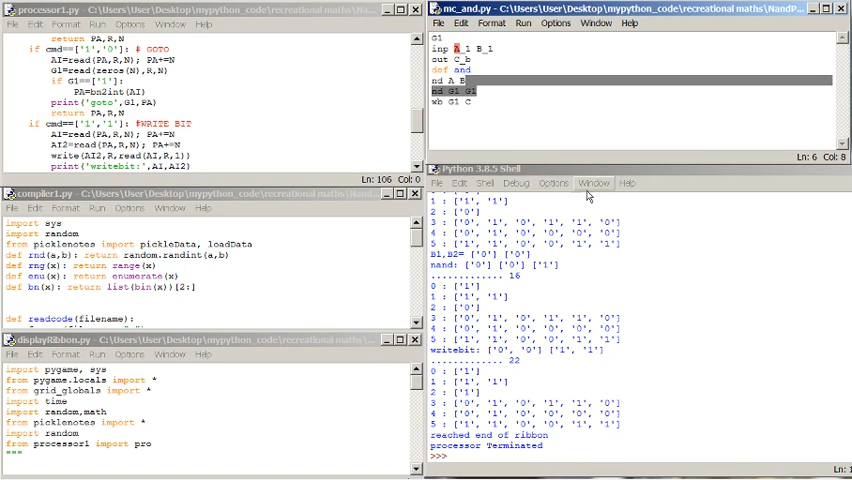 processor1.py - C:\Users\User\Desktop\mypython_code\recreational maths\NandP...
File Edit Format Run Options Window Help
return PA,R,N
if cmd==['1','0']: # GOTO
AI=read(PA,R,N); PA+=N
G1=read(zeros(N),R,N)
if G1==['1']:
PA=bn2int(AI)
print('goto',G1,PA)
return PA,R,N
if cmd==['1','1']: #WRITE BIT
AI=read(PA,R,N); PA+=N
AI2=read(PA,R,N); PA+=N
write(AI2,R,read(AI,R,1))
print('writebit:',AI,AI2)
Ln: 106 Col: 0
compiler1.py - C:\Users\User\Desktop\mypython_code\recreational maths\Nand...
File Edit Format Run Options Window Help
import sys
import random
from picklenotes import pickleData, loadData
def rnd(a,b): return random.randint(a,b)
def rng(x): return range(x)
def enu(x): return enumerate(x)
def bn(x): return list(bin(x))[2:]
def readcode(filename):
displayRibbon.py - C:\Users\User\Desktop\mypython_code\recreational maths\...
File Edit Format Run Options Window Help
import pygame, sys
from pygame.locals import *
from grid_globals import *
import time
import random,math
from picklenotes import *
import random
from processor1 import pro
"""
mc_and.py - C:\Users\User\Desktop\mypython_code\recreational maths\NandP...
File Edit Format Run Options Window Help
G1
inp A_1 B_1
out C_b
def and
nd A B
nd G1 G1
wb G1 C
Ln: 6 Col: 8
Python 3.8.5 Shell
File Edit Shell Debug Options Window Help
1 : ['1', '1']
2 : ['0']
3 : ['0', '1', '0', '1', '1', '0']
4 : ['0', '1', '0', '0', '0', '0']
5 : ['1', '1', '0', '0', '1', '1']
B1,B2= ['0'] ['0']
nand: ['0'] ['0'] ['1']
............. 16
0 : ['1']
1 : ['1', '1']
2 : ['0']
3 : ['0', '1', '0', '1', '1', '0']
4 : ['0', '1', '0', '0', '0', '0']
5 : ['1', '1', '0', '0', '1', '1']
writebit: ['0', '0'] ['1', '1']
............. 22
0 : ['1']
1 : ['1', '1']
2 : ['1']
3 : ['0', '1', '0', '1', '1', '0']
4 : ['0', '1', '0', '0', '0', '0']
5 : ['1', '1', '0', '0', '1', '1']
reached end of ribbon
processor Terminated
>>>